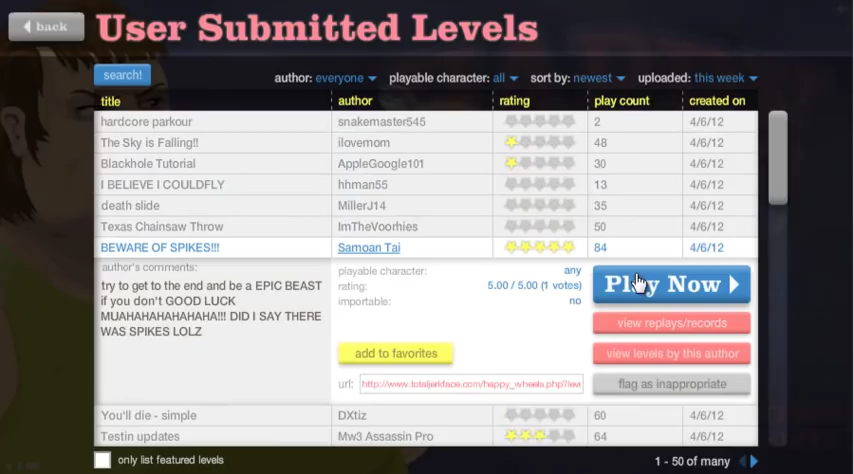 back
User Submitted Levels
search!
author: everyone playable character: all sort by: newest uploaded: this week
title author rating play count created on
hardcore parkour snakemaster545 2 4/6/12
The Sky is Falling!! ilovemom 48 4/6/12
Blackhole Tutorial AppleGoogle101 30 4/6/12
I BELIEVE I COULDFLY hhman55 13 4/6/12
death slide MillerJ14 35 4/6/12
Texas Chainsaw Throw ImTheVoorhies 50 4/6/12
BEWARE OF SPIKES!!! Samoan Tai 84 4/6/12
author's comments:
try to get to the end and be a EPIC BEAST
if you don't GOOD LUCK
MUAHAHAHAHAHAHA!!! DID I SAY THERE
WAS SPIKES LOLZ
playable character: any
rating: 5.00 / 5.00 (1 votes)
importable: no
add to favorites
url: http://www.totaljerkface.com/happy_wheels.php?lev
Play Now
view replays/records
view levels by this author
flag as inappropriate
You'll die - simple DXtiz 60 4/6/12
Testin updates Mw3 Assassin Pro 64 4/6/12
only list featured levels
1 - 50 of many